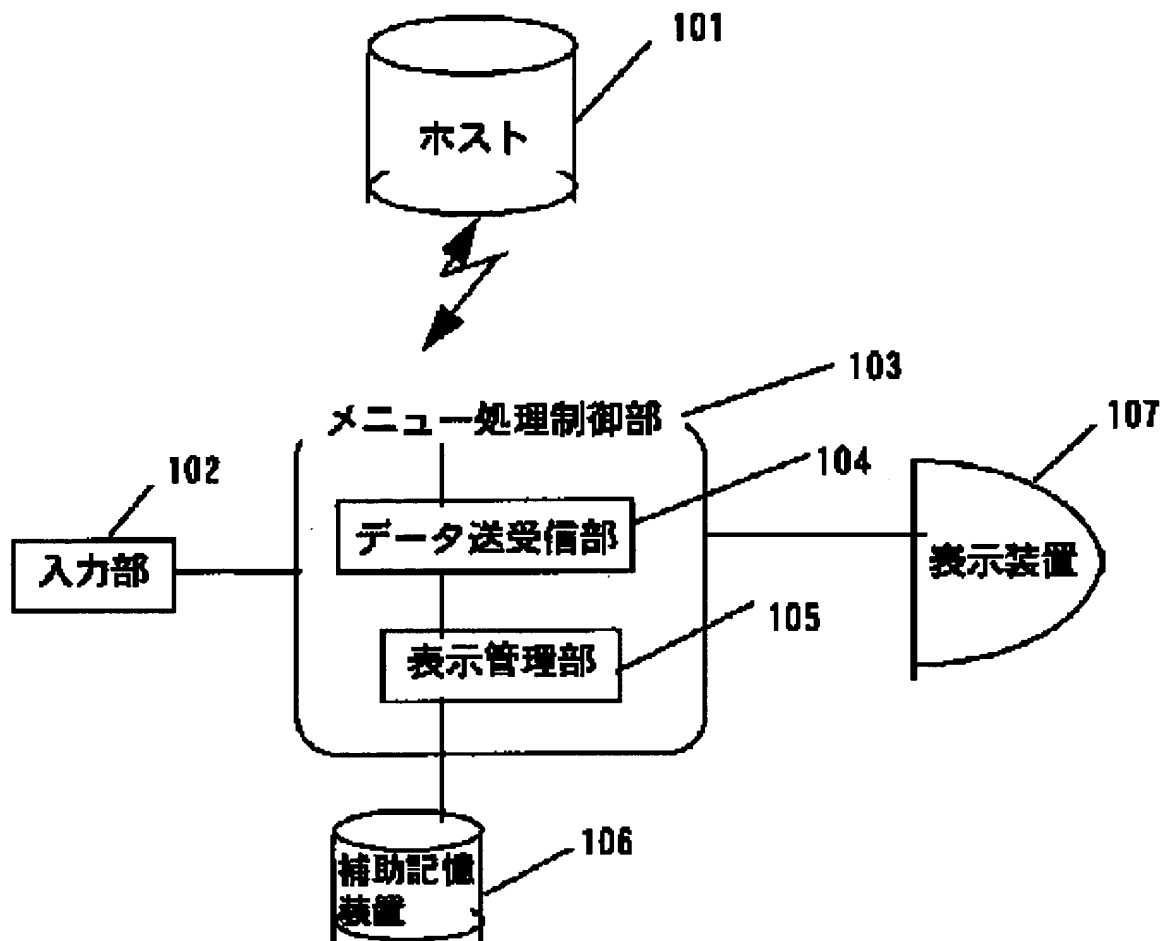 101
ホスト
103
メニュー処理制御部
107
102
104
データ送受信部
入力部
表示装置
105
表示管理部
106
補助記憶
装置